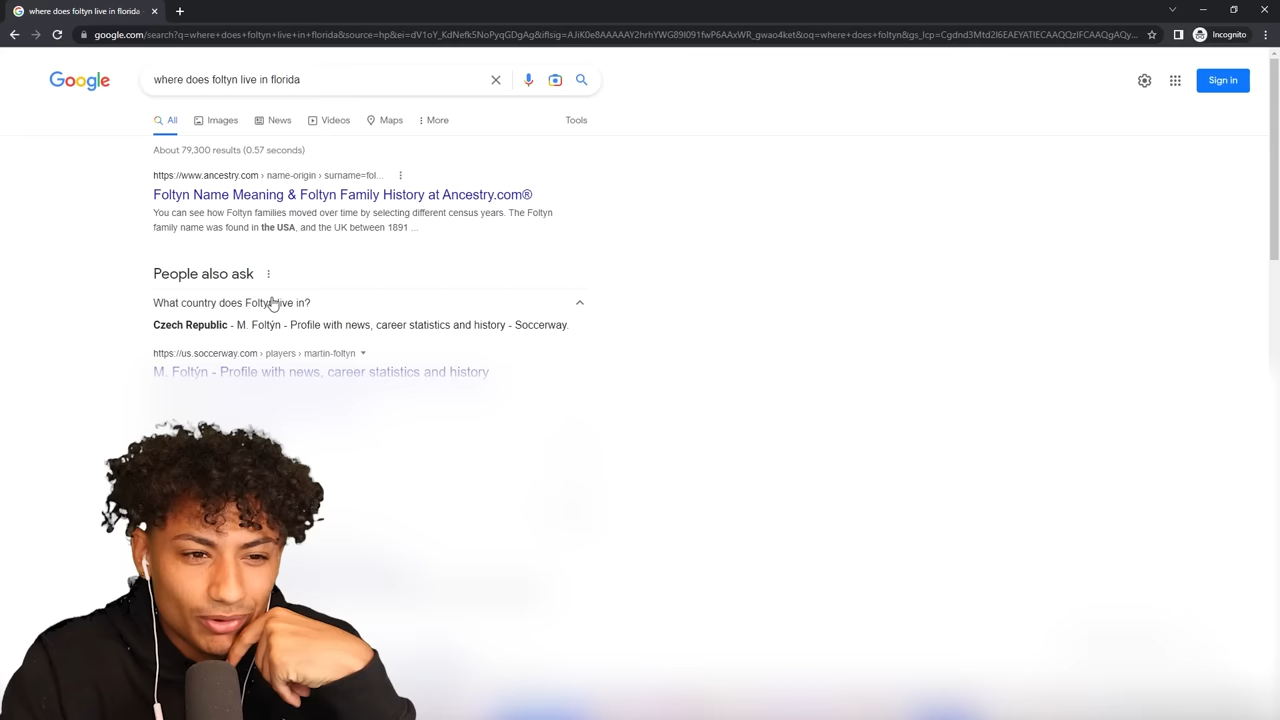 where does foltyn live in florida
google.com/search?q=where+does+foltyn+live+in+florida&source=hp&ei=dV1oY_KdNefk5NoPyqGDgAg&iflsig=AJiK0e8AAAAAY2hrhYWG89I091fwP6AAxWR_gwao4ket&oq=where+does+foltyn&gs_lcp=Cgdnd3Mtd2l6EAEYATIECAAQQzIFCAAQgAQy...
Incognito
Google
where does foltyn live in florida
Sign in
All Images News Videos Maps More Tools
About 79,300 results (0.57 seconds)
https://www.ancestry.com › name-origin › surname=fol...
Foltyn Name Meaning & Foltyn Family History at Ancestry.com®
You can see how Foltyn families moved over time by selecting different census years. The Foltyn
family name was found in the USA, and the UK between 1891 ...
People also ask
What country does Foltyn live in?
Czech Republic - M. Foltýn - Profile with news, career statistics and history - Soccerway.
https://us.soccerway.com › players › martin-foltyn
M. Foltýn - Profile with news, career statistics and history